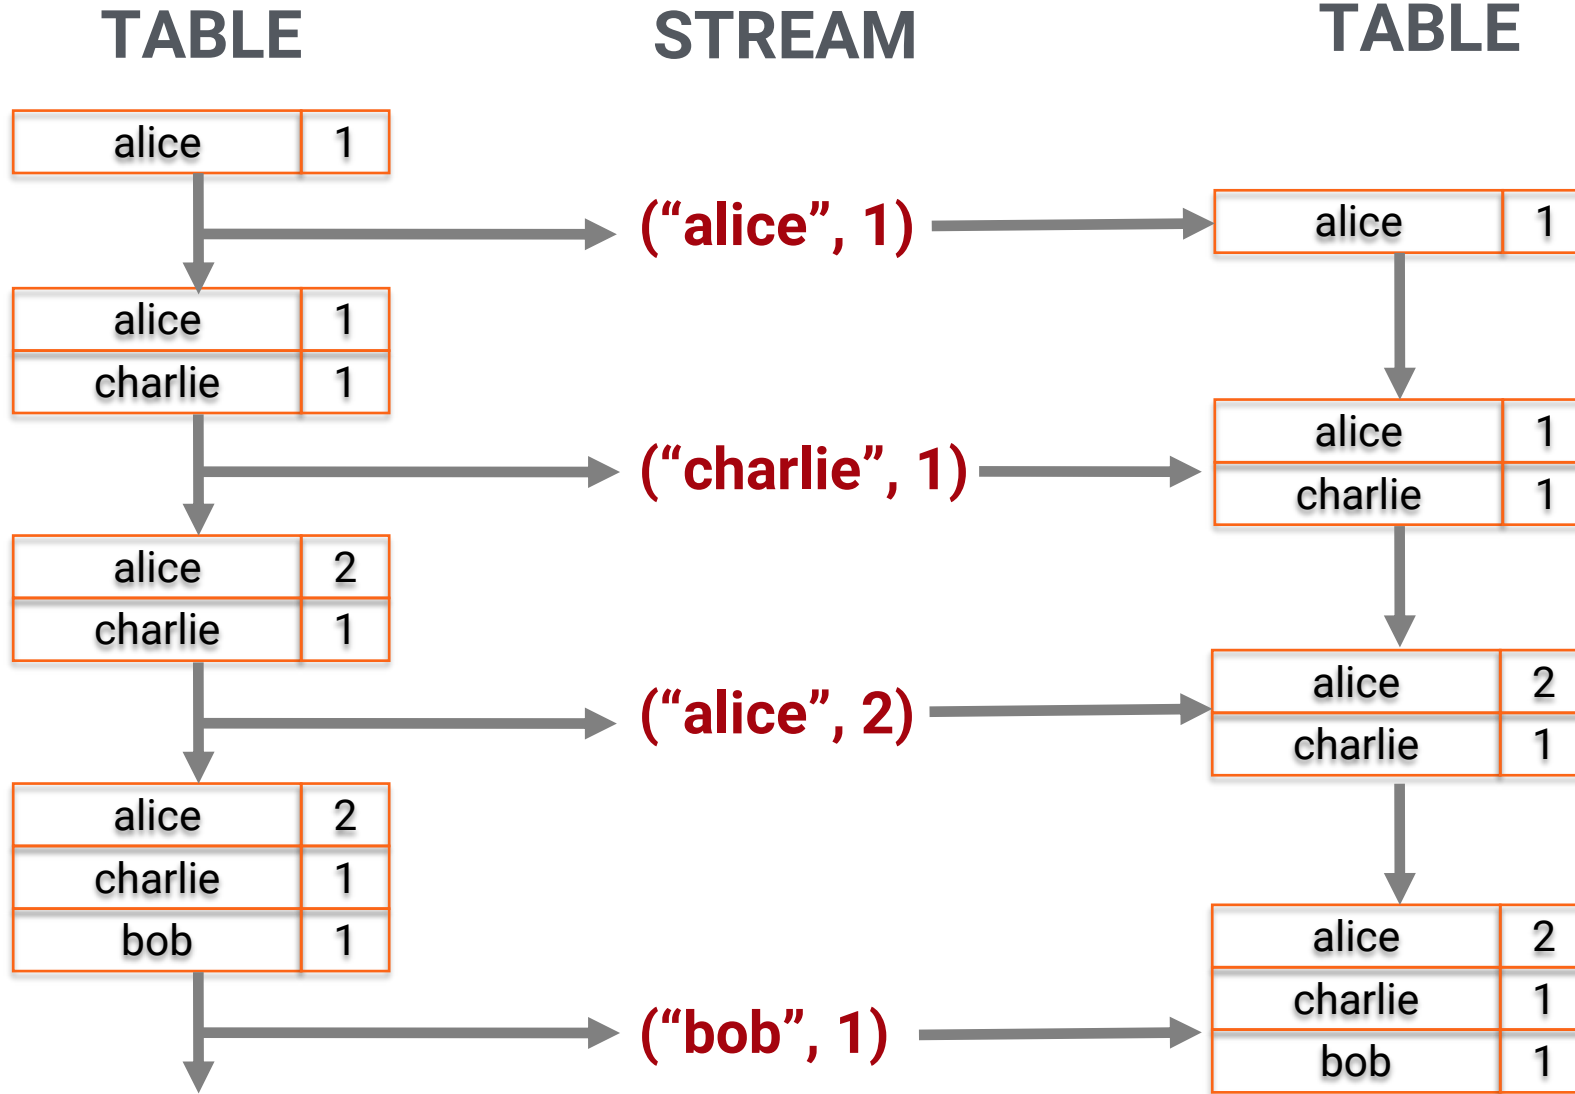 TABLE STREAM TABLE
alice 1
("alice", 1)
alice 1
alice 1
charlie 1
alice 1
("charlie", 1)
charlie 1
alice 2
charlie 1
alice 2
("alice", 2)
charlie 1
alice 2
charlie 1
bob 1
alice 2
charlie 1
("bob", 1)
bob 1